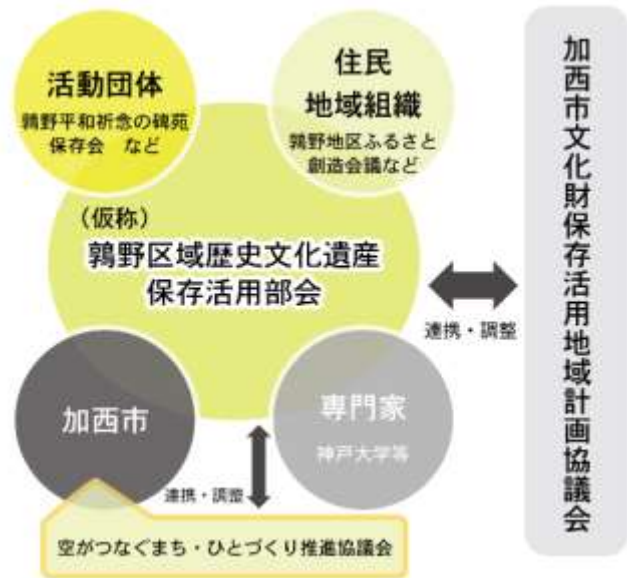 活動団体
鶉野平和祈念の碑苑
保存会 など
住民
地域組織
鶉野地区ふるさと
創造会議など
(仮称)
鶉野区域歴史文化遺産
保存活用部会
連携・調整
加西市文化財保存活用地域計画協議会
加西市
専門家
神戸大学等
連携・調整
空がつなぐまち・ひとづくり推進協議会